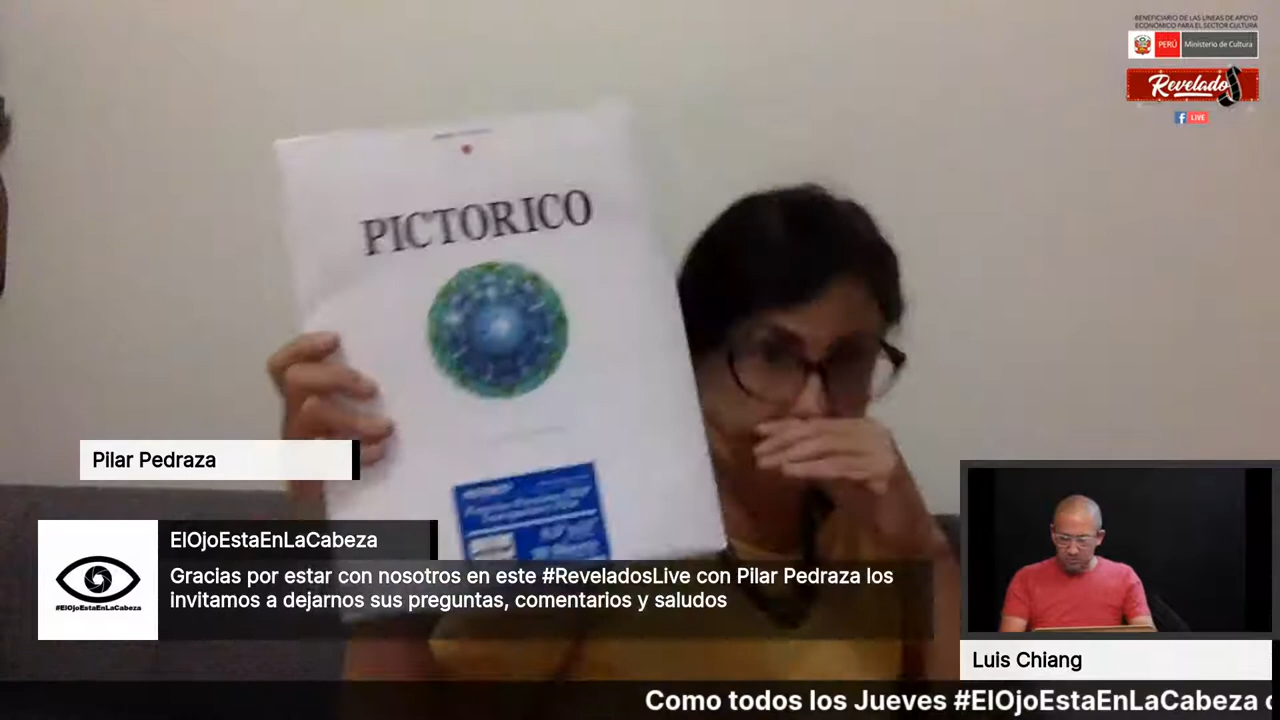 BENEFICIARIO DE LAS LÍNEAS DE APOYO
ECONÓMICO PARA EL SECTOR CULTURA
PERÚ Ministerio de Cultura
Revelados
LIVE
PICTORICO
Pilar Pedraza
ElOjoEstaEnLaCabeza
Gracias por estar con nosotros en este #ReveladosLive con Pilar Pedraza los
invitamos a dejarnos sus preguntas, comentarios y saludos
#ElOjoEstaEnLaCabeza
Luis Chiang
Como todos los Jueves #ElOjoEstaEnLaCabeza